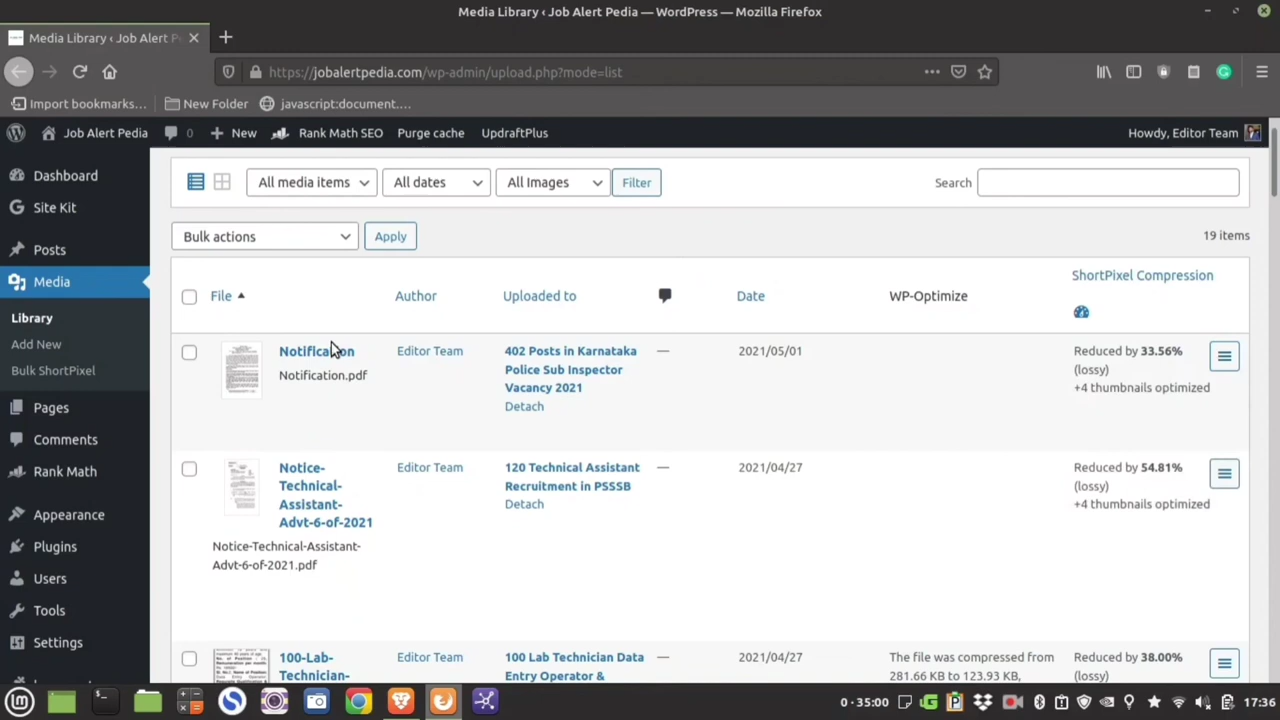 Media Library ‹ Job Alert Pedia — WordPress — Mozilla Firefox
Media Library ‹ Job Alert P
https://jobalertpedia.com/wp-admin/upload.php?mode=list
Import bookmarks...
New Folder
javascript:document....
Job Alert Pedia
0
New
Rank Math SEO
Purge cache
UpdraftPlus
Howdy, Editor Team
Dashboard
Site Kit
Posts
Media
Library
Add New
Bulk ShortPixel
Pages
Comments
Rank Math
Appearance
Plugins
Users
Tools
Settings
All media items
All dates
All Images
Filter
Search
Bulk actions
Apply
19 items
File
Author
Uploaded to
Date
WP-Optimize
ShortPixel Compression
Notification
Notification.pdf
Editor Team
402 Posts in Karnataka
Police Sub Inspector
Vacancy 2021
Detach
—
2021/05/01
Reduced by 33.56%
(lossy)
+4 thumbnails optimized
Notice-
Technical-
Assistant-
Advt-6-of-2021
Notice-Technical-Assistant-
Advt-6-of-2021.pdf
Editor Team
120 Technical Assistant
Recruitment in PSSSB
Detach
—
2021/04/27
Reduced by 54.81%
(lossy)
+4 thumbnails optimized
100-Lab-
Technician-
Editor Team
100 Lab Technician Data
Entry Operator &
—
2021/04/27
The file was compressed from
281.66 KB to 123.93 KB,
Reduced by 38.00%
(lossy)
0 · 35:00
17:36